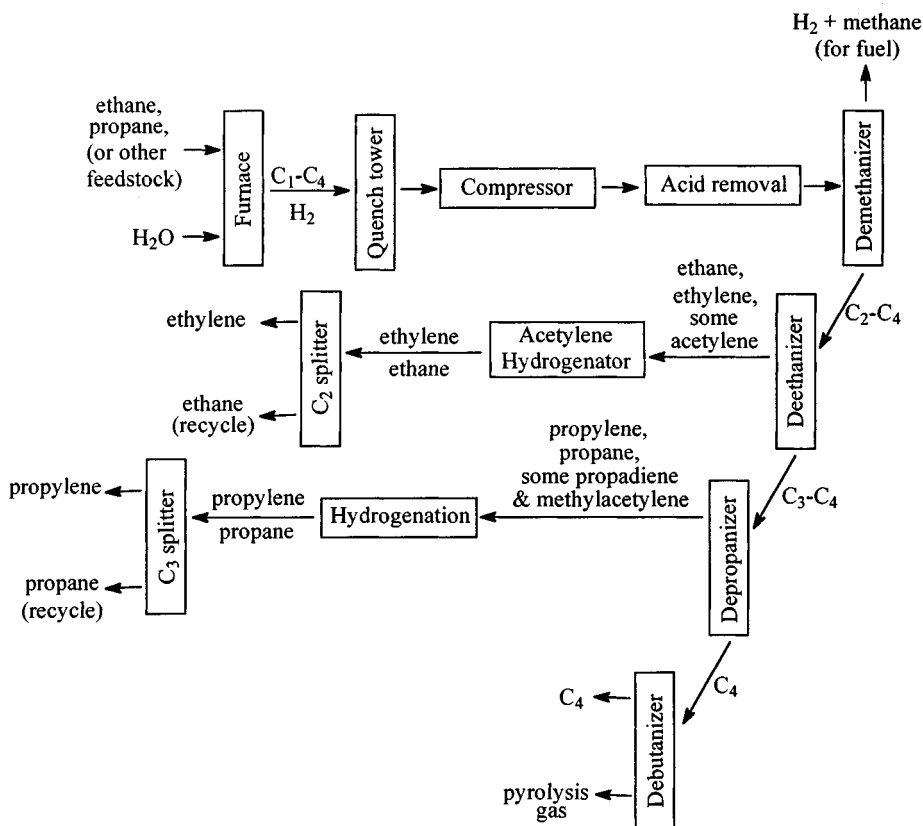 H₂ + methane
(for fuel)
ethane,
propane,
(or other
feedstock)
H₂O
Furnace
C₁-C₄
H₂
Quench tower
Compressor
Acid removal
Demethanizer
C₂-C₄
Deethanizer
ethane,
ethylene,
some
acetylene
Acetylene
Hydrogenator
ethylene
ethane
C₂ splitter
ethylene
ethane
(recycle)
C₃-C₄
Depropanizer
propylene,
propane,
some propadiene
& methylacetylene
Hydrogenation
propylene
propane
C₃ splitter
propylene
propane
(recycle)
C₄
Debutanizer
C₄
pyrolysis
gas